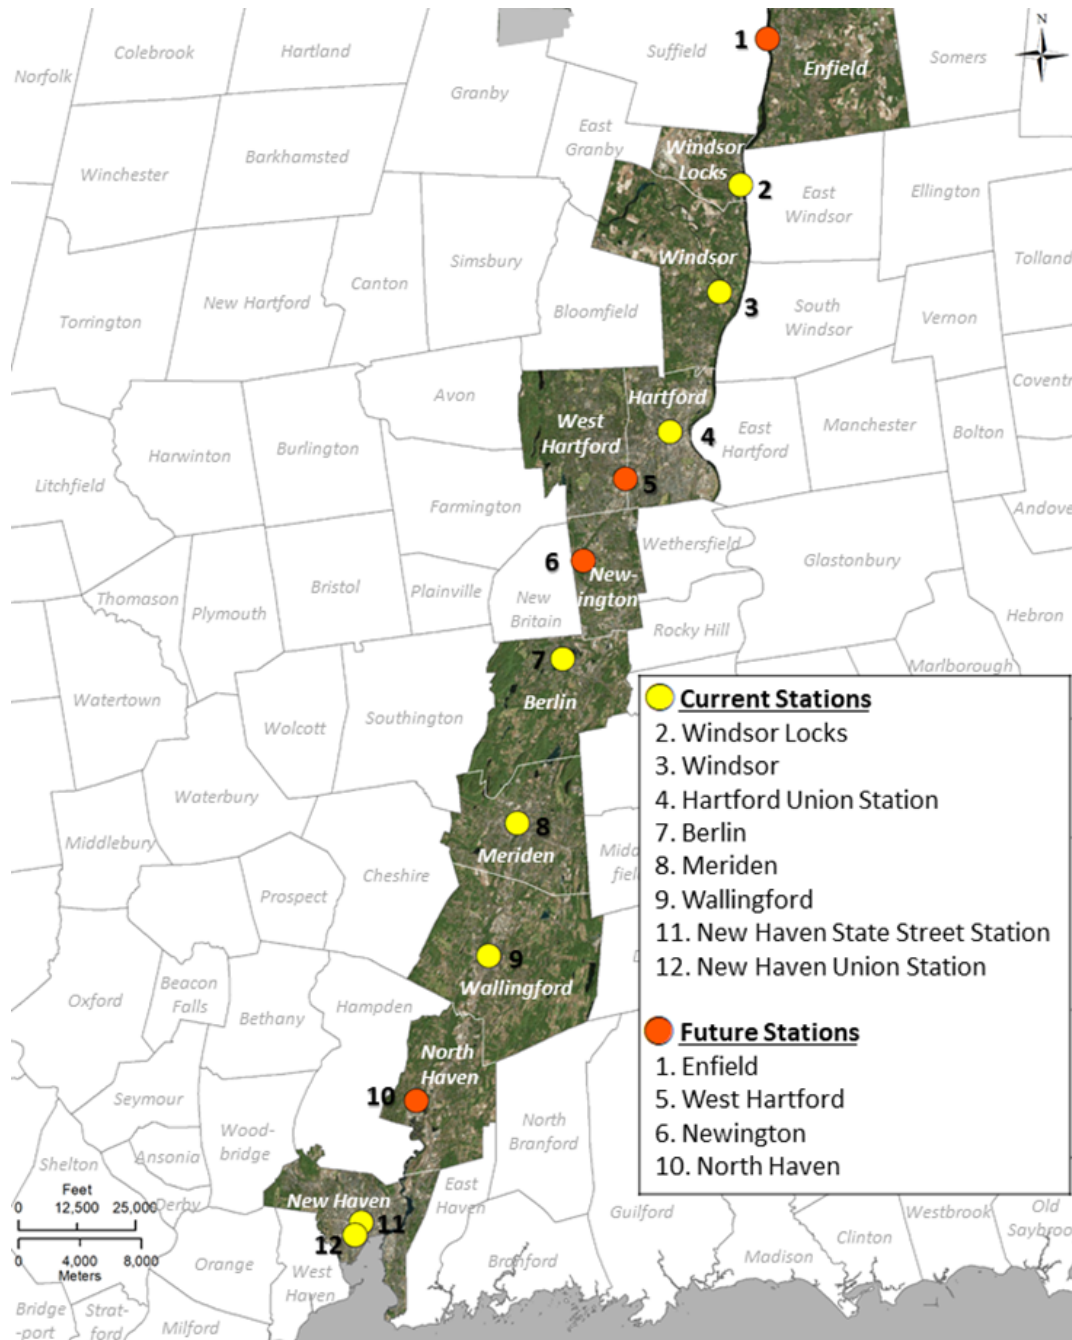 N
Colebrook
Hartland
Norfolk
Suffield
1
Enfield
Somers
Granby
East
Granby
Windsor
Locks
Barkhamsted
Winchester
2
East
Windsor
Ellington
Simsbury
Windsor
Tolland
Canton
New Hartford
Torrington
Bloomfield
3
South
Windsor
Vernon
Avon
Hartford
Coventr
West
Hartford
4
East
Hartford
Manchester
Bolton
Burlington
Harwinton
Litchfield
5
Farmington
Andove
Wethersfield
6
New-
ington
Glastonbury
Thomason
Plymouth
Bristol
Plainville
New
Britain
Rocky Hill
Hebron
7
Marlborough
Watertown
Wolcott
Southington
Berlin
Waterbury
Middlebury
8
Meriden
Midd
fiel
Cheshire
Prospect
9
Wallingford
D
Oxford
Beacon
Falls
Bethany
Hampden
North
Haven
10
Seymour
Wood-
bridge
North
Branford
Shelton
Ansonia
Derby
East
Haven
New Haven
11
12
Guilford
Westbrook
Old
Saybroo
Clinton
Madison
Branford
Orange
West
Haven
Bridge
-port
Strat-
ford
Milford
Feet
0 12,500 25,000
0 4,000 8,000
Meters
Current Stations
2. Windsor Locks
3. Windsor
4. Hartford Union Station
7. Berlin
8. Meriden
9. Wallingford
11. New Haven State Street Station
12. New Haven Union Station
Future Stations
1. Enfield
5. West Hartford
6. Newington
10. North Haven